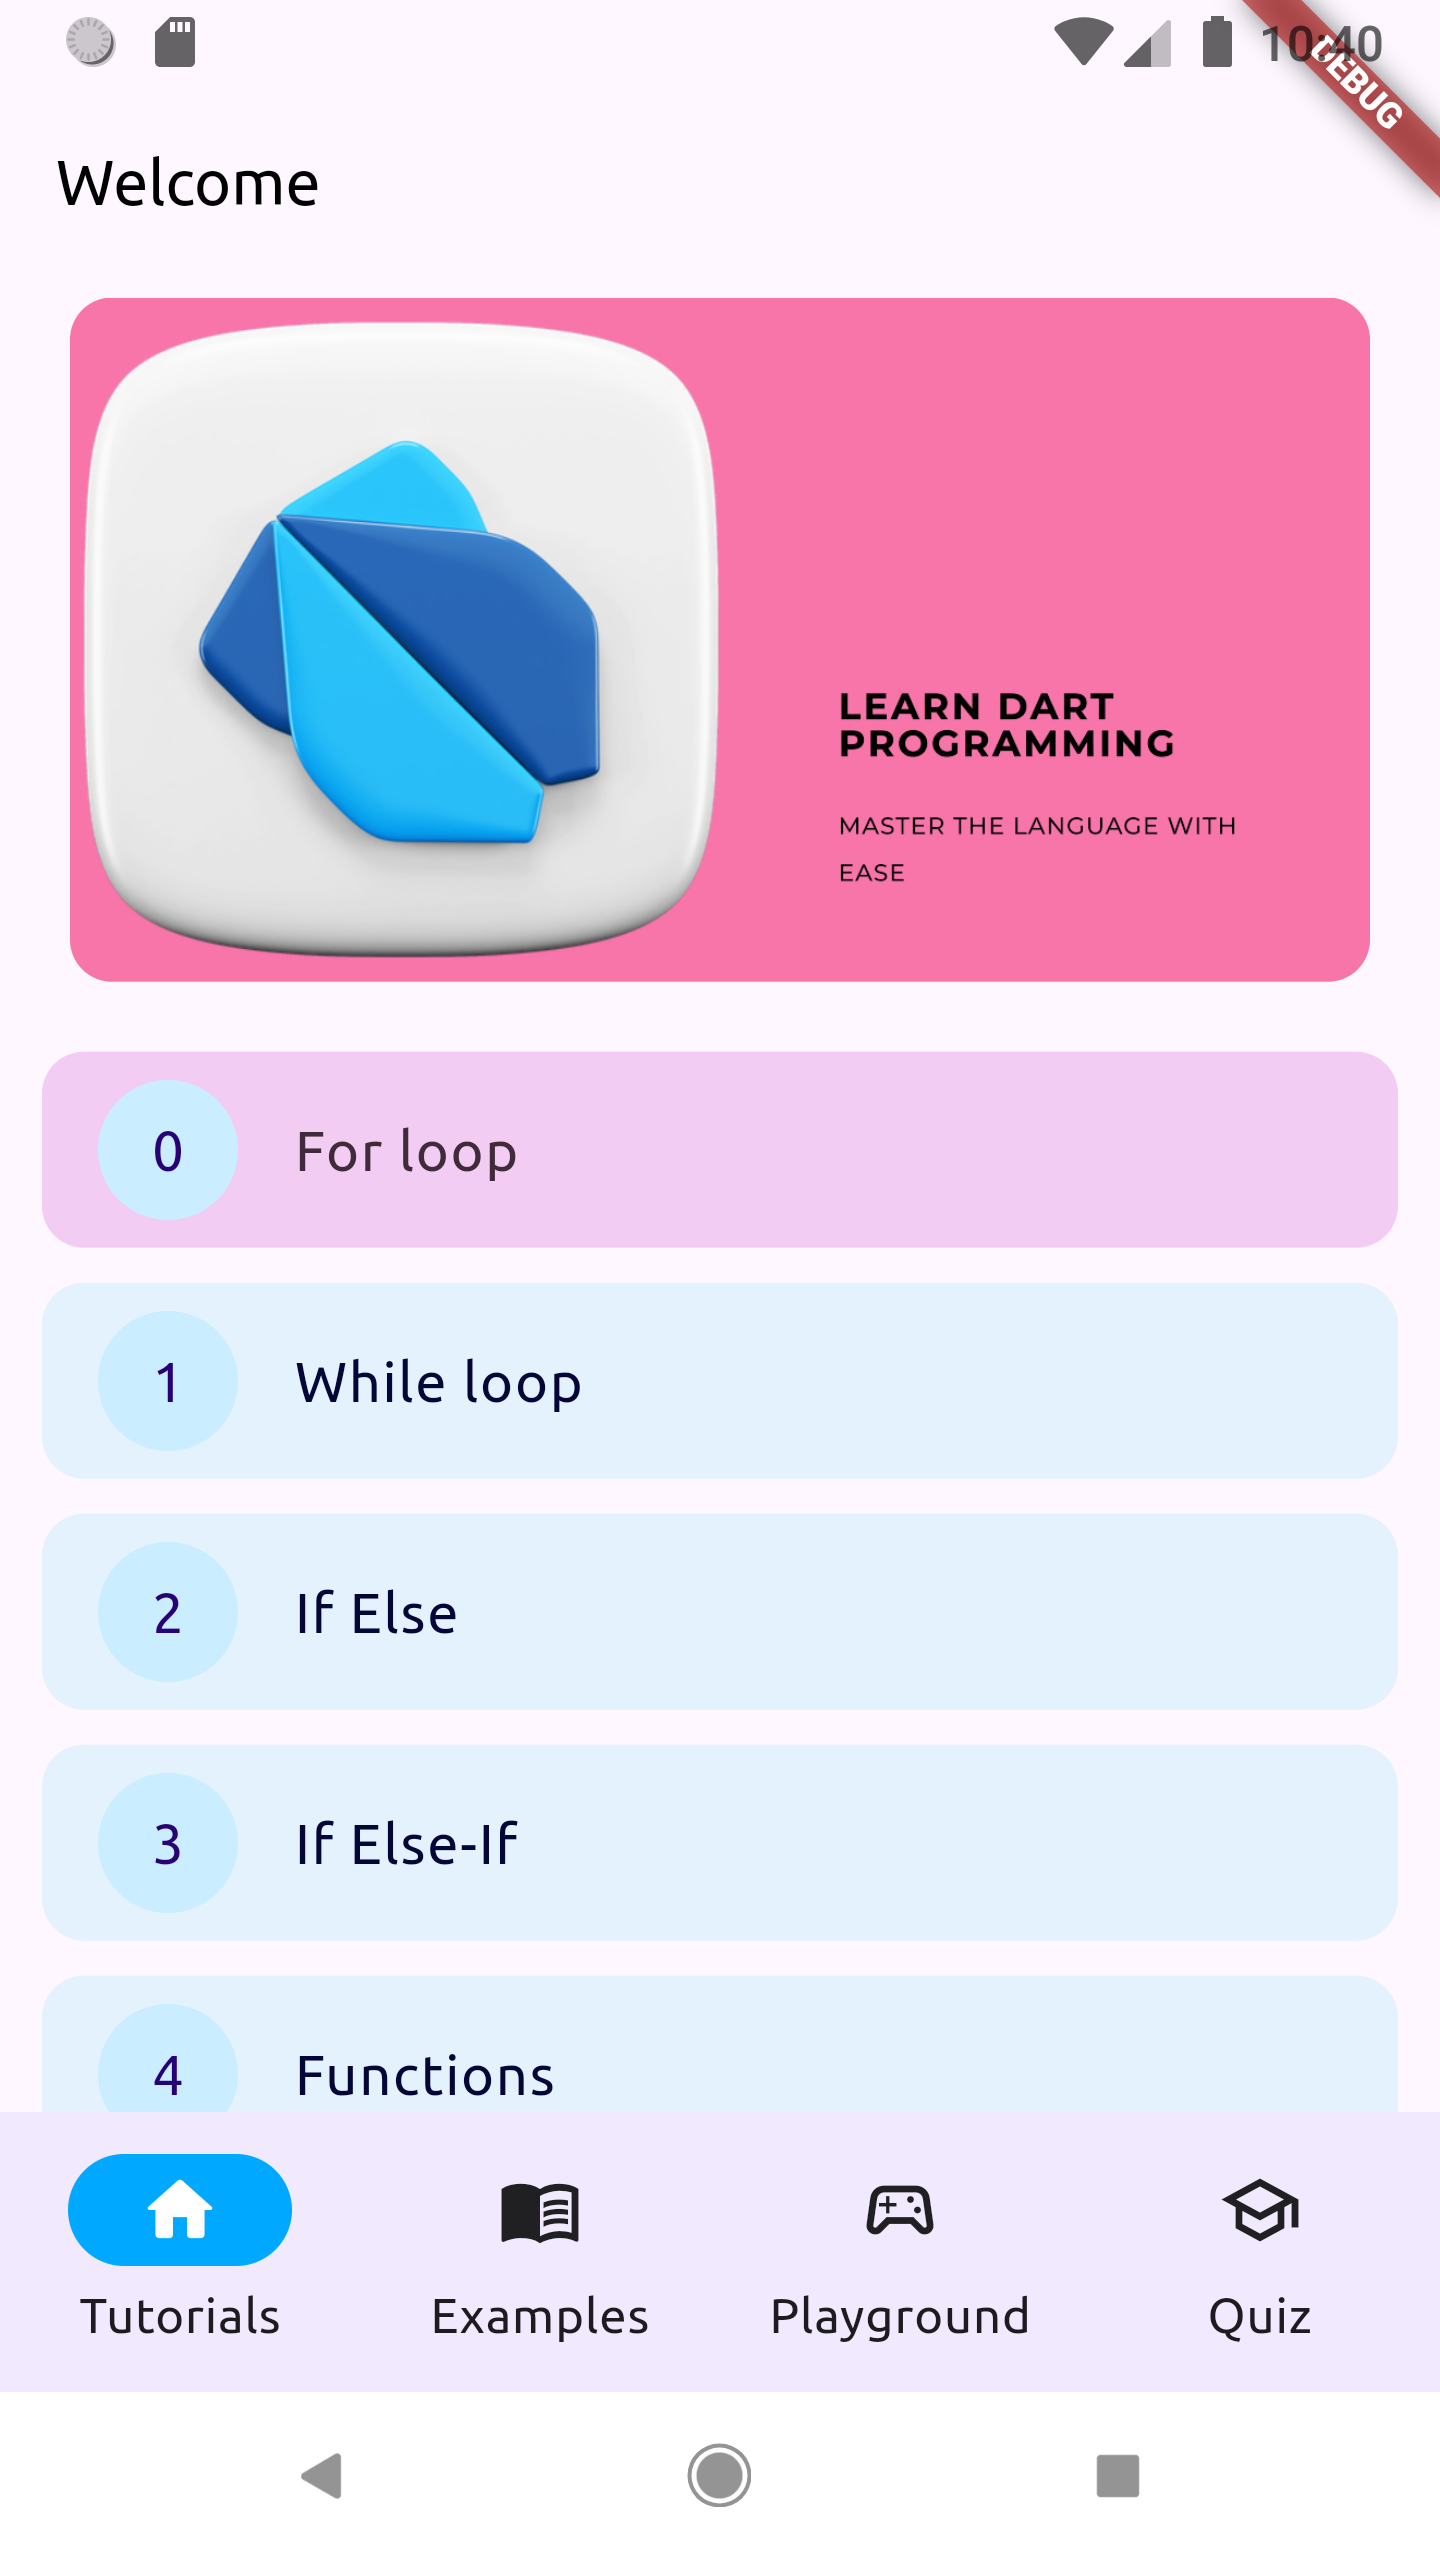 10:40
DEBUG
Welcome
LEARN DART
PROGRAMMING
MASTER THE LANGUAGE WITH
EASE
0 For loop
1 While loop
2 If Else
3 If Else-If
4 Functions
Tutorials Examples Playground Quiz